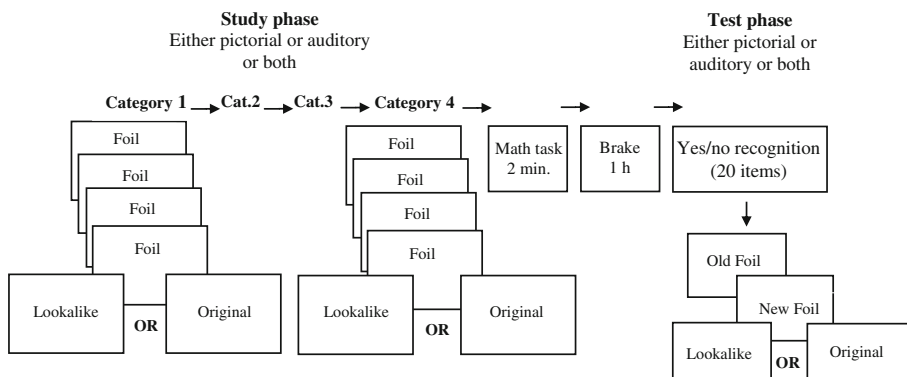 Study phase
Either pictorial or auditory
or both
Test phase
Either pictorial or
auditory or both
Category 1 Cat.2 Cat.3 Category 4
Foil
Foil
Foil
Foil
Lookalike OR Original
Foil
Foil
Foil
Foil
Lookalike OR Original
Math task
2 min.
Brake
1 h
Yes/no recognition
(20 items)
Old Foil
New Foil
Lookalike OR Original